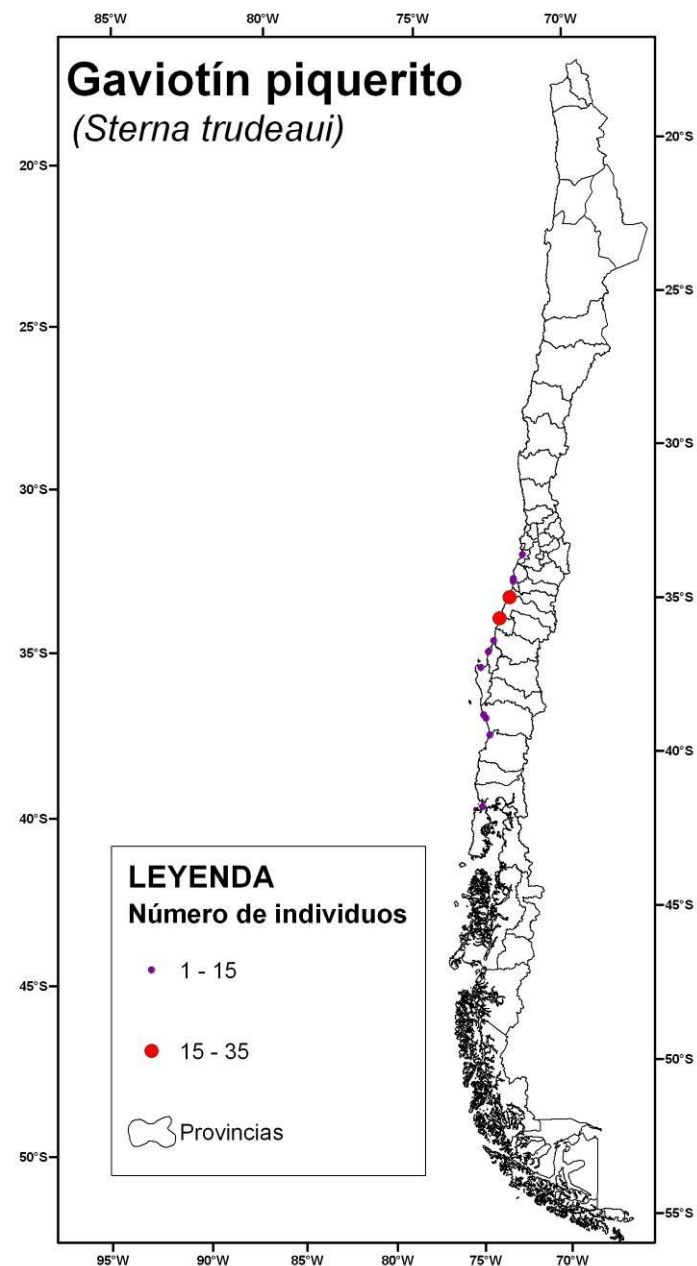 85°W 80°W 75°W 70°W
Gaviotín piquerito
(Sterna trudeaui)
20°S
20°S
25°S
25°S
30°S
30°S
35°S
35°S
40°S
40°S
LEYENDA
Número de individuos
1 - 15
15 - 35
Provincias
45°S
45°S
50°S
50°S
55°S
95°W 90°W 85°W 80°W 75°W 70°W